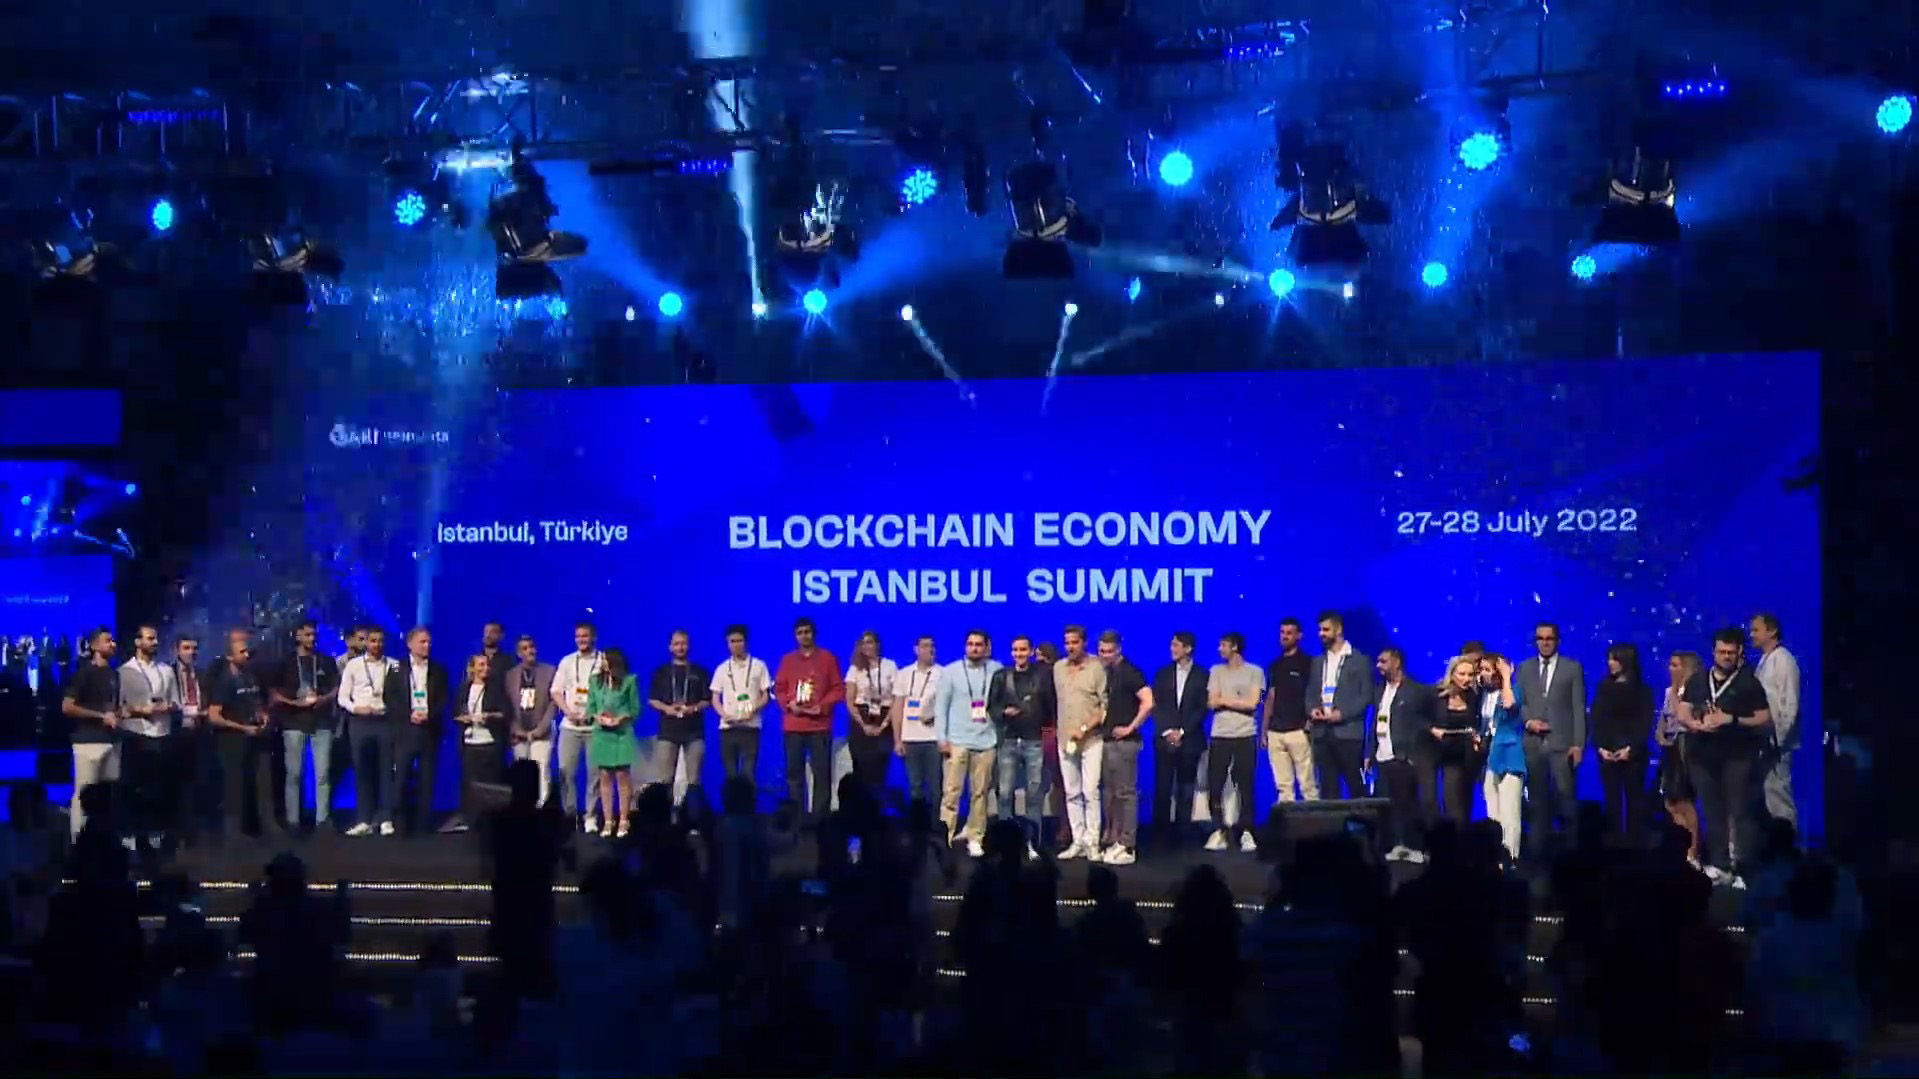 Istanbul, Türkiye
BLOCKCHAIN ECONOMY
ISTANBUL SUMMIT
27-28 July 2022